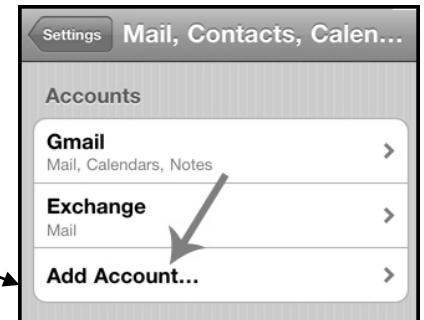 Settings Mail, Contacts, Calen...
Accounts
Gmail
Mail, Calendars, Notes
Exchange
Mail
Add Account...